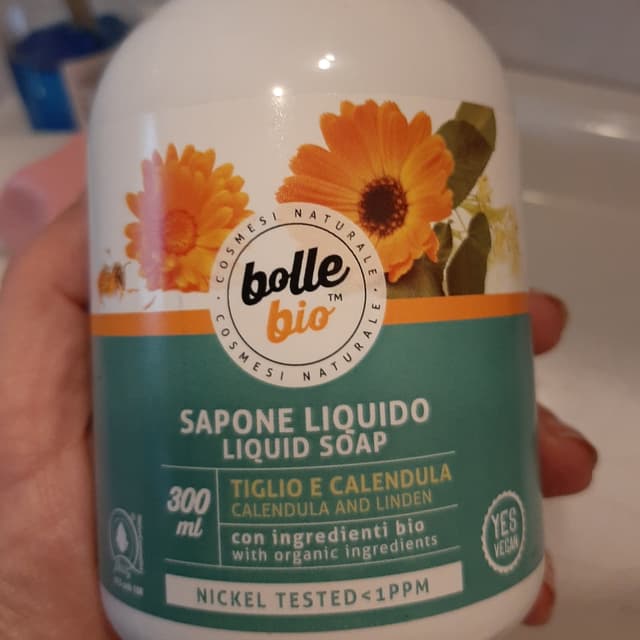 COSMESI NATURALE
bolle
bio™
COSMESI NATURALE
SAPONE LIQUIDO
LIQUID SOAP
300
ml
TIGLIO E CALENDULA
CALENDULA AND LINDEN
con ingredienti bio
with organic ingredients
YES
VEGAN
NICKEL TESTED<1PPM